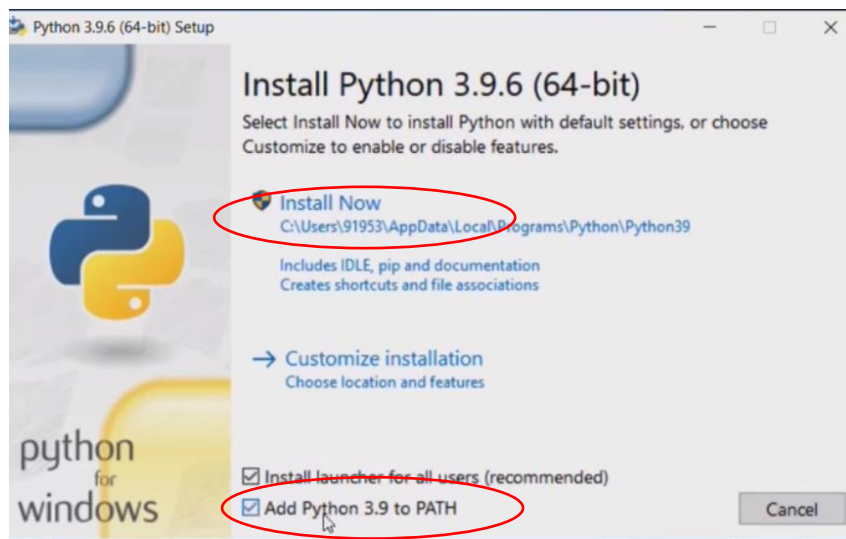 Python 3.9.6 (64-bit) Setup
Install Python 3.9.6 (64-bit)
Select Install Now to install Python with default settings, or choose
Customize to enable or disable features.
Install Now
C:\Users\91953\AppData\Local\Programs\Python\Python39
Includes IDLE, pip and documentation
Creates shortcuts and file associations
→ Customize installation
Choose location and features
python
for
windows
Install launcher for all users (recommended)
Add Python 3.9 to PATH
Cancel